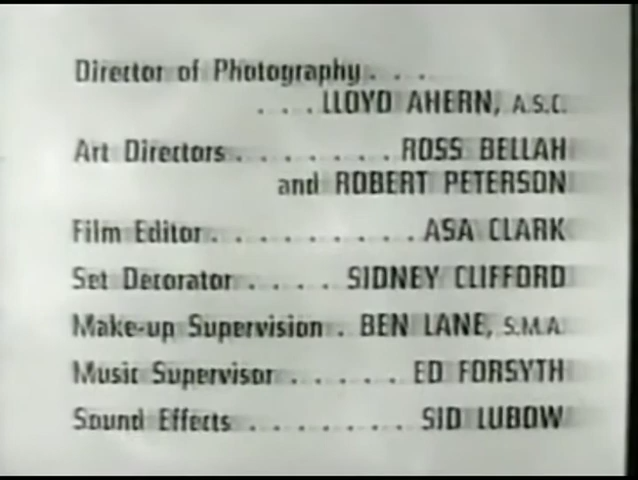 Director of Photography . . .
. . . LLOYD AHERN, A.S.C.
Art Directors . . . . . . . ROSS BELLAH
and ROBERT PETERSON
Film Editor . . . . . . . . . ASA CLARK
Set Decorator . . . . SIDNEY CLIFFORD
Make-up Supervision . BEN LANE, S.M.A.
Music Supervisor . . . . . ED FORSYTH
Sound Effects . . . . . . . SID LUBOW